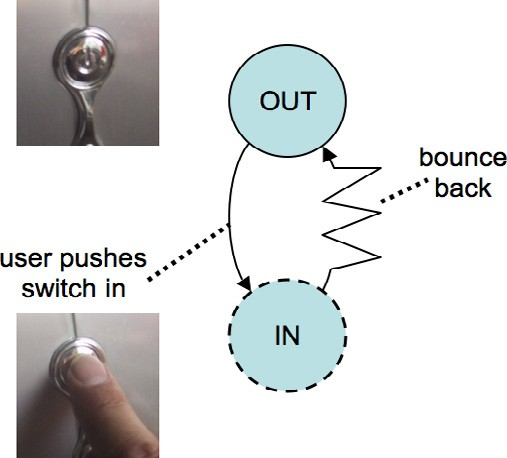 OUT
bounce
back
user pushes
switch in
IN